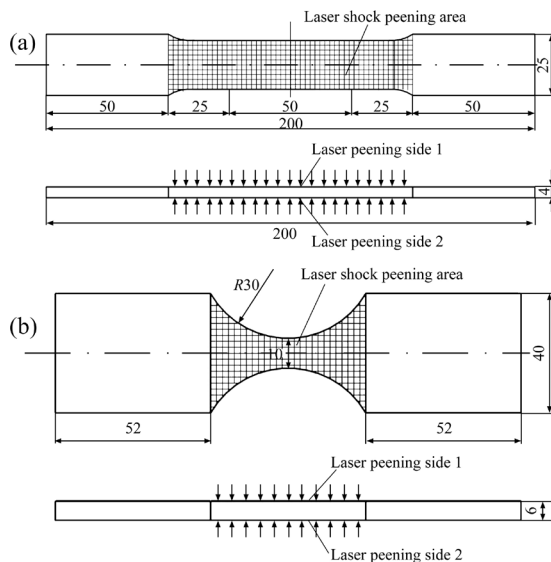 (a)
Laser shock peening area
25
50
25
50
25
50
200
Laser peening side 1
4
200
Laser peening side 2
Laser shock peening area
R30
(b)
10
40
52
52
Laser peening side 1
6
Laser peening side 2